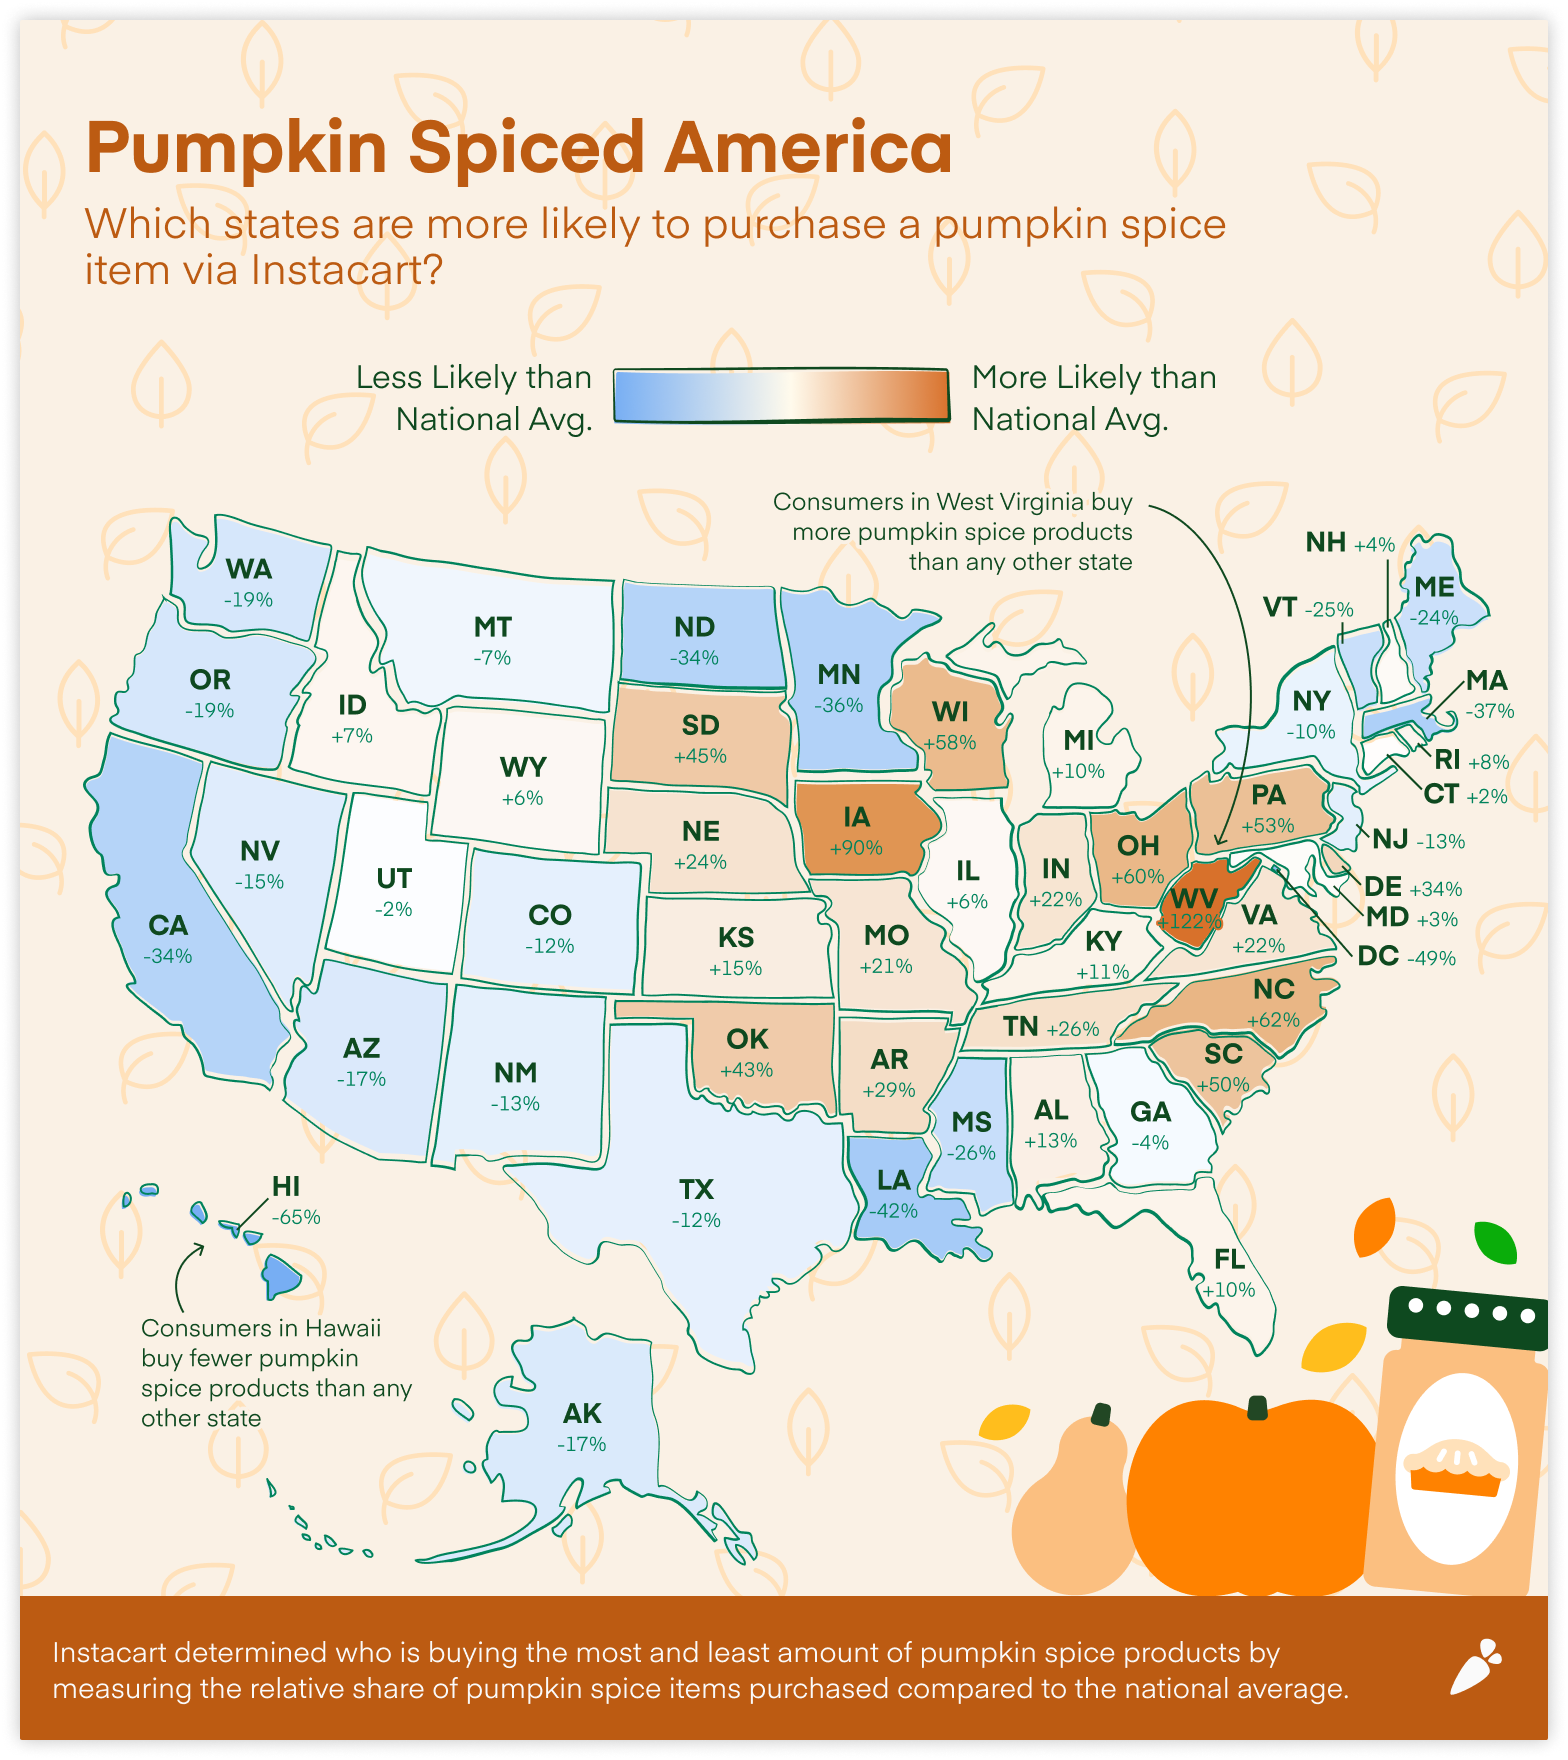 Pumpkin Spiced America
Which states are more likely to purchase a pumpkin spice
item via Instacart?
Less Likely than
National Avg.
More Likely than
National Avg.
Consumers in West Virginia buy
more pumpkin spice products
than any other state
NH +4%
VT -25%
ME
-24%
WA
-19%
MT
-7%
ND
-34%
MN
-36%
OR
-19%
ID
+7%
SD
+45%
WI
+58%
NY
-10%
MA
-37%
MI
+10%
WY
+6%
RI +8%
CT +2%
PA
+53%
NE
+24%
IA
+90%
NJ -13%
NV
-15%
UT
-2%
IL
+6%
IN
+22%
OH
+60%
DE +34%
MD +3%
DC -49%
WV
+122%
VA
+22%
CA
-34%
CO
-12%
KS
+15%
MO
+21%
KY
+11%
NC
+62%
TN +26%
AZ
-17%
NM
-13%
OK
+43%
AR
+29%
SC
+50%
MS
-26%
AL
+13%
GA
-4%
TX
-12%
LA
-42%
FL
+10%
HI
-65%
Consumers in Hawaii
buy fewer pumpkin
spice products than any
other state
AK
-17%
Instacart determined who is buying the most and least amount of pumpkin spice products by
measuring the relative share of pumpkin spice items purchased compared to the national average.